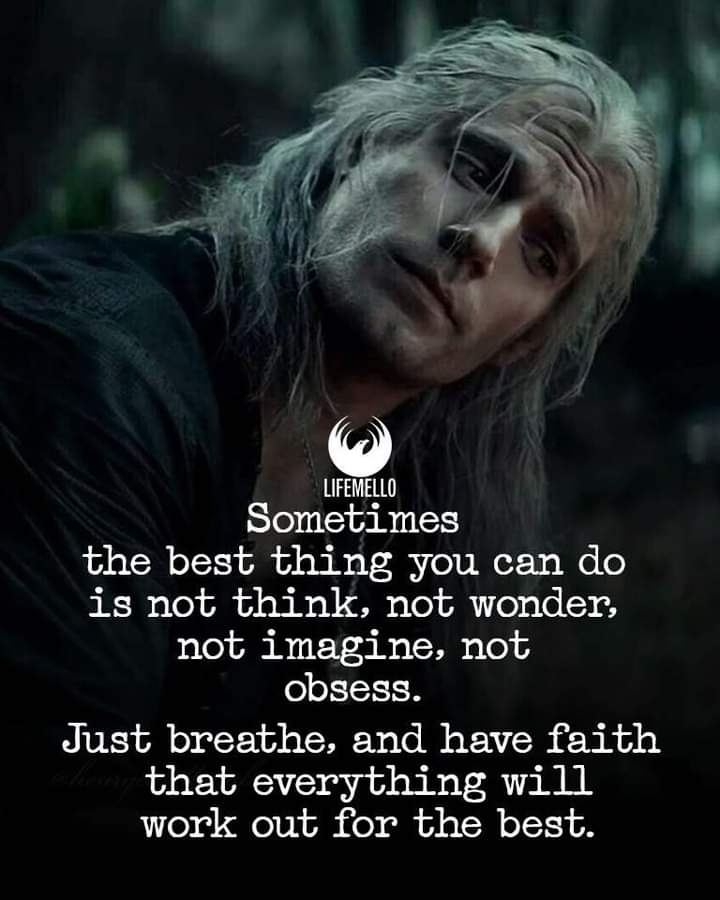 LIFEMELLO
Sometimes
the best thing you can do
is not think, not wonder,
not imagine, not
obsess.
Just breathe, and have faith
that everything will
work out for the best.